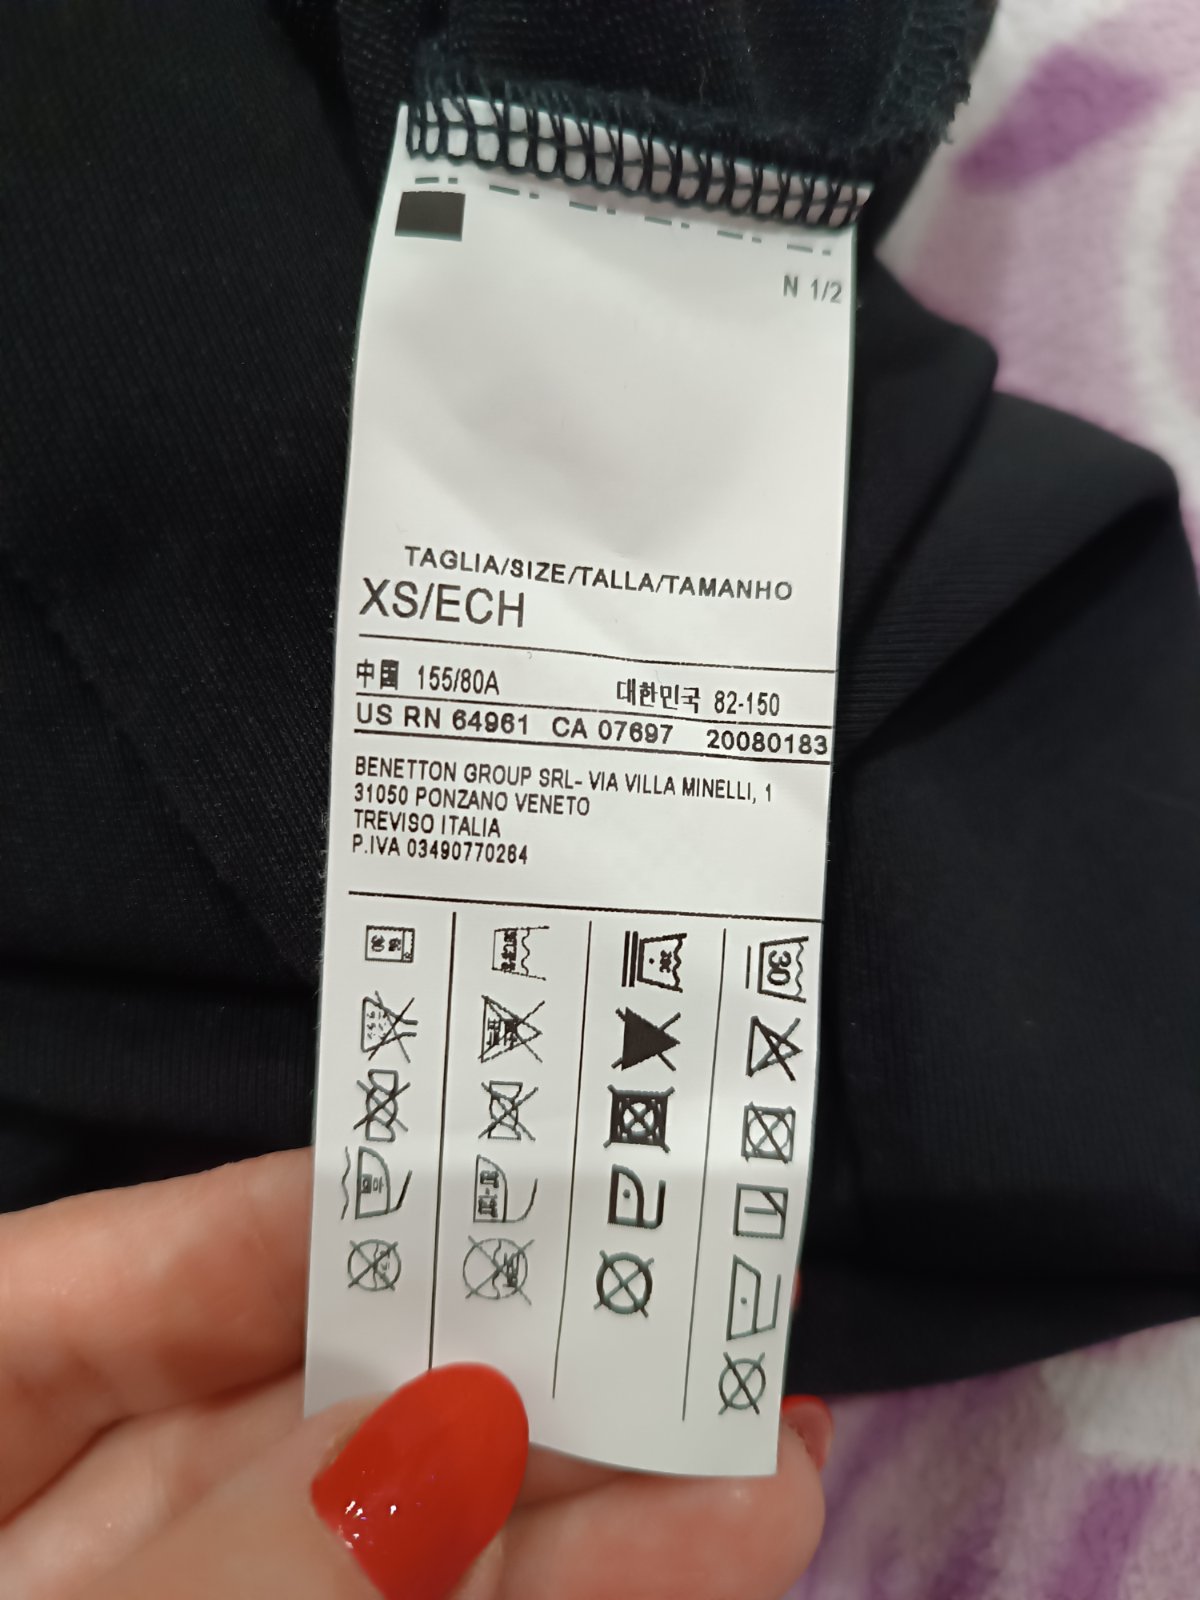 N 1/2
TAGLIA/SIZE/TALLA/TAMANHO
XS/ECH
中国 155/80A 대한민국 82-150
US RN 64961 CA 07697 20080183
BENETTON GROUP SRL- VIA VILLA MINELLI, 1
31050 PONZANO VENETO
TREVISO ITALIA
P.IVA 03490770264
30